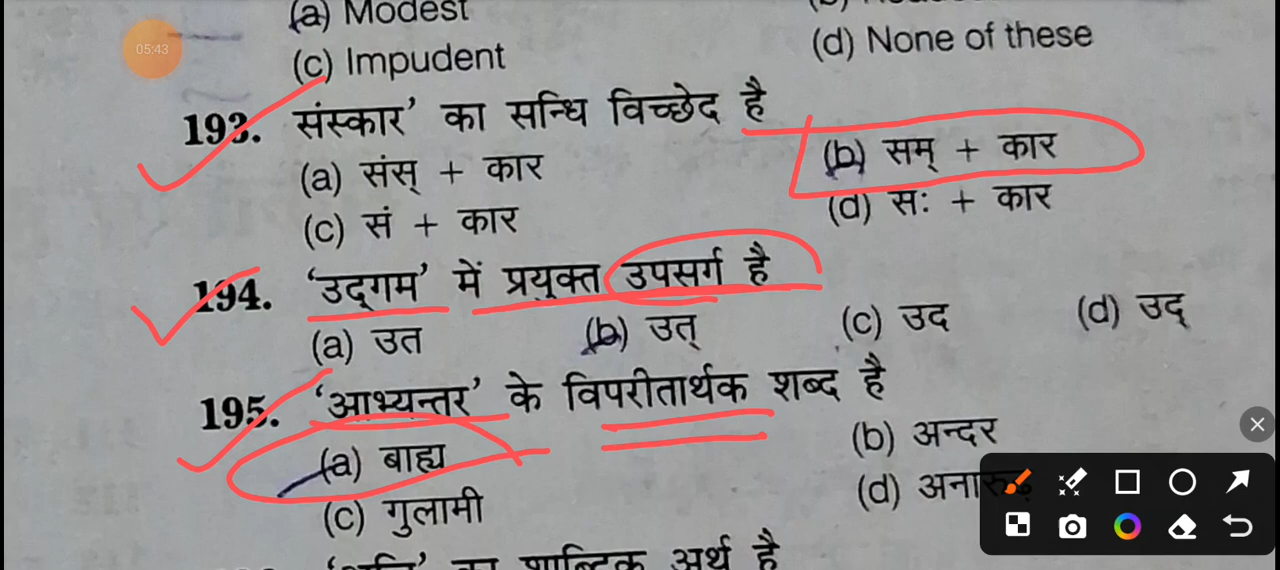 (a) Modest
(c) Impudent
(d) None of these
05:43
193. संस्कार’ का सन्धि विच्छेद है
(a) संस् + कार
(b) सम् + कार
(c) सं + कार
(d) सः + कार
194. ‘उद्गम’ में प्रयुक्त उपसर्ग है
(a) उत (b) उत् (c) उद (d) उद्
195. ‘आभ्यन्तर’ के विपरीतार्थक शब्द है
(a) बाह्य
(b) अन्दर
(c) गुलामी
(d)
का शाब्दिक अर्थ है